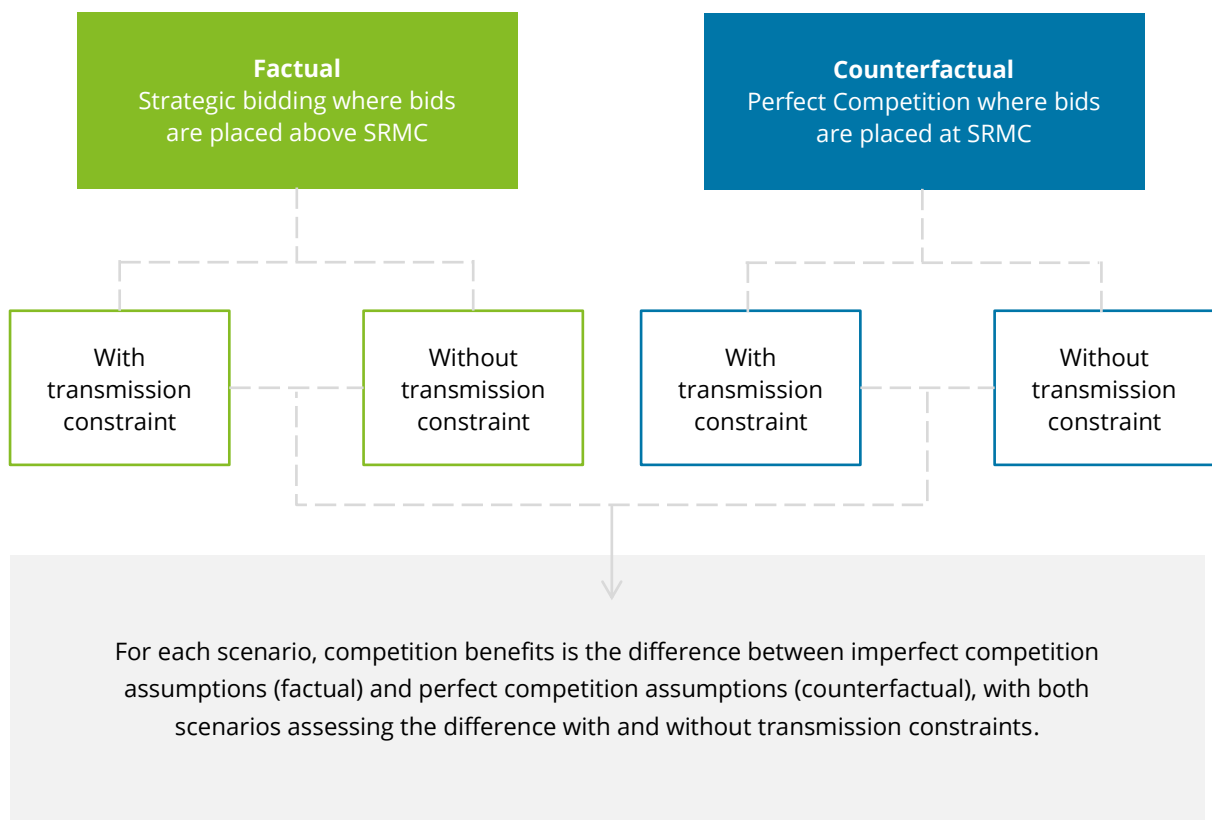 Factual
Strategic bidding where bids
are placed above SRMC
Counterfactual
Perfect Competition where bids
are placed at SRMC
With
transmission
constraint
Without
transmission
constraint
With
transmission
constraint
Without
transmission
constraint
For each scenario, competition benefits is the difference between imperfect competition
assumptions (factual) and perfect competition assumptions (counterfactual), with both
scenarios assessing the difference with and without transmission constraints.